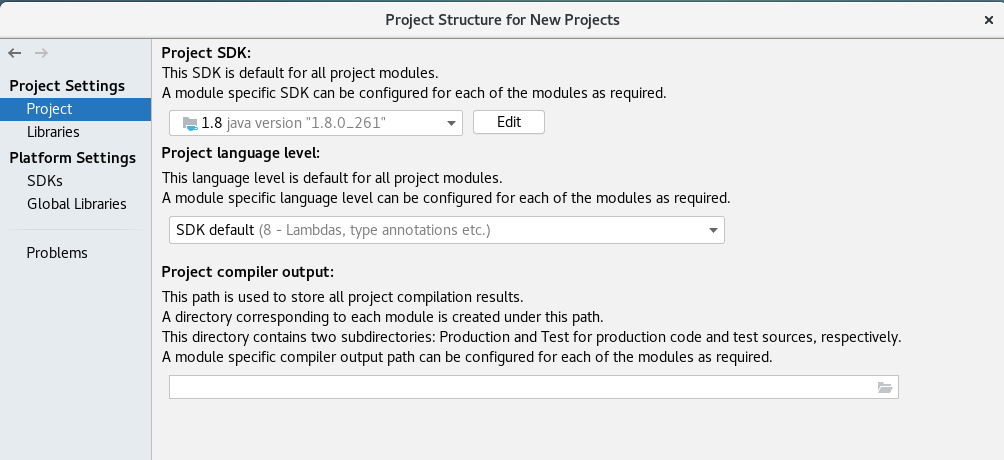 Project Structure for New Projects
Project Settings
Project
Libraries
Platform Settings
SDKs
Global Libraries
Problems
Project SDK:
This SDK is default for all project modules.
A module specific SDK can be configured for each of the modules as required.
1.8 java version "1.8.0_261"
Edit
Project language level:
This language level is default for all project modules.
A module specific language level can be configured for each of the modules as required.
SDK default (8 - Lambdas, type annotations etc.)
Project compiler output:
This path is used to store all project compilation results.
A directory corresponding to each module is created under this path.
This directory contains two subdirectories: Production and Test for production code and test sources, respectively.
A module specific compiler output path can be configured for each of the modules as required.